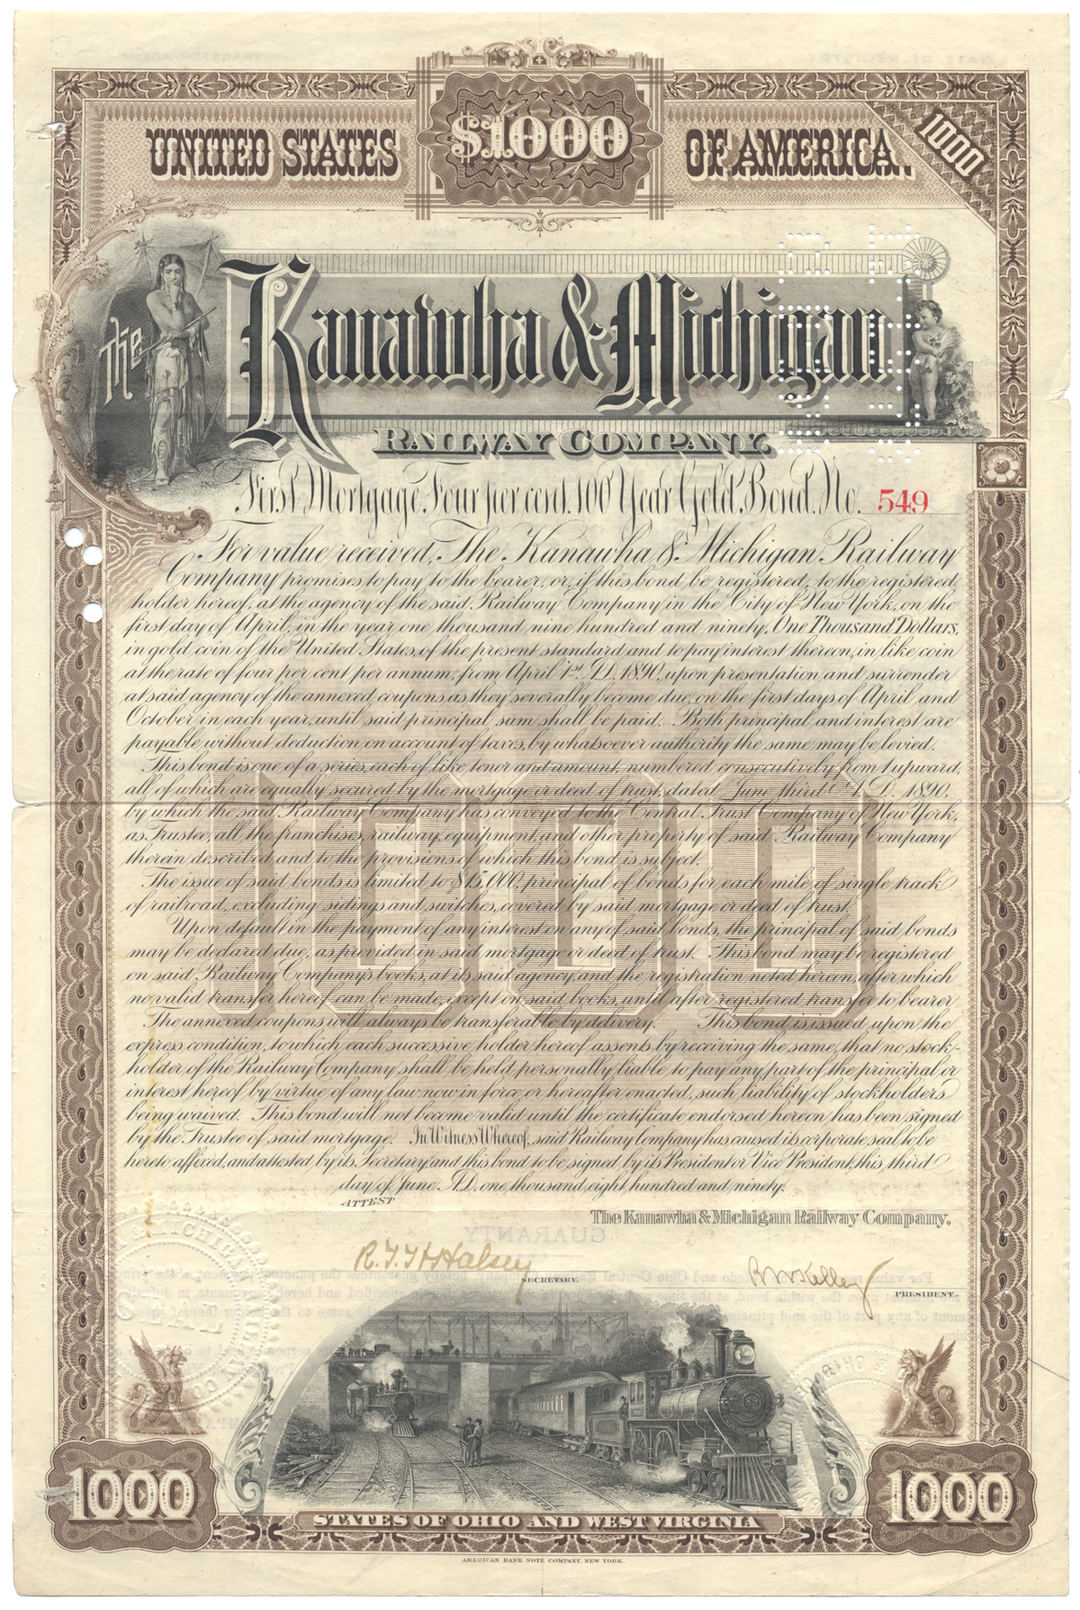 UNITED STATES $1000 OF AMERICA. 1000
The Kanawha & Michigan
RAILWAY COMPANY.
First Mortgage Four per cent. 100 Year Gold Bond. No. 549
For value received, The Kanawha & Michigan Railway
Company promises to pay to the bearer, or, if this bond be registered, to the registered
holder hereof, at the agency of the said Railway Company in the City of New York, on the
first day of April, in the year one thousand nine hundred and ninety, One Thousand Dollars,
in gold coin of the United States, of the present standard and to pay interest thereon, in like coin
at the rate of four per cent per annum, from April 1st A.D. 1890, upon presentation and surrender
at said agency of the annexed coupons as they severally become due, on the first days of April and
October in each year, until said principal sum shall be paid. Both principal and interest are
payable without deduction on account of taxes, by whatsoever authority the same may be levied.
This bond is one of a series, each of like tenor and amount, numbered consecutively from 1 upward,
all of which are equally secured by the mortgage or deed of trust, dated June third A.D. 1890,
by which the said Railway Company has conveyed to the Central Trust Company of New York,
as Trustee, all the franchises, railway, equipment, and other property of said Railway Company
therein described and to the provisions of which this bond is subject.
The issue of said bonds is limited to $15,000, principal of bonds for each mile of single track
of railroad, excluding sidings and switches, covered by said mortgage or deed of trust.
Upon default in the payment of any interest on any of said bonds, the principal of said bonds
may be declared due, as provided in said mortgage or deed of trust. This bond may be registered
on said Railway Company's books, at its said agency, and the registration noted hereon, after which
no valid transfer hereof can be made, except on said books, until after registered transfer to bearer
The annexed coupons will always be transferable by delivery. This bond is issued upon the
express condition, to which each successive holder hereof assents by receiving the same, that no stock-
holder of the Railway Company shall be held personally liable to pay any part of the principal or
interest hereof by virtue of any law now in force or hereafter enacted, such liability of stockholders
being waived. This bond will not become valid until the certificate endorsed hereon has been signed
by the Trustee of said mortgage. In Witness Whereof, said Railway Company has caused its corporate seal to be
hereto affixed, and attested by its Secretary and this bond to be signed by its President or Vice President, this third
day of June A.D. one thousand, eight hundred and ninety.
ATTEST
The Kanawha & Michigan Railway Company,
GUARANTY
SECRETARY.
PRESIDENT.
1000 1000
STATES OF OHIO AND WEST VIRGINIA
AMERICAN BANK NOTE COMPANY, NEW YORK.